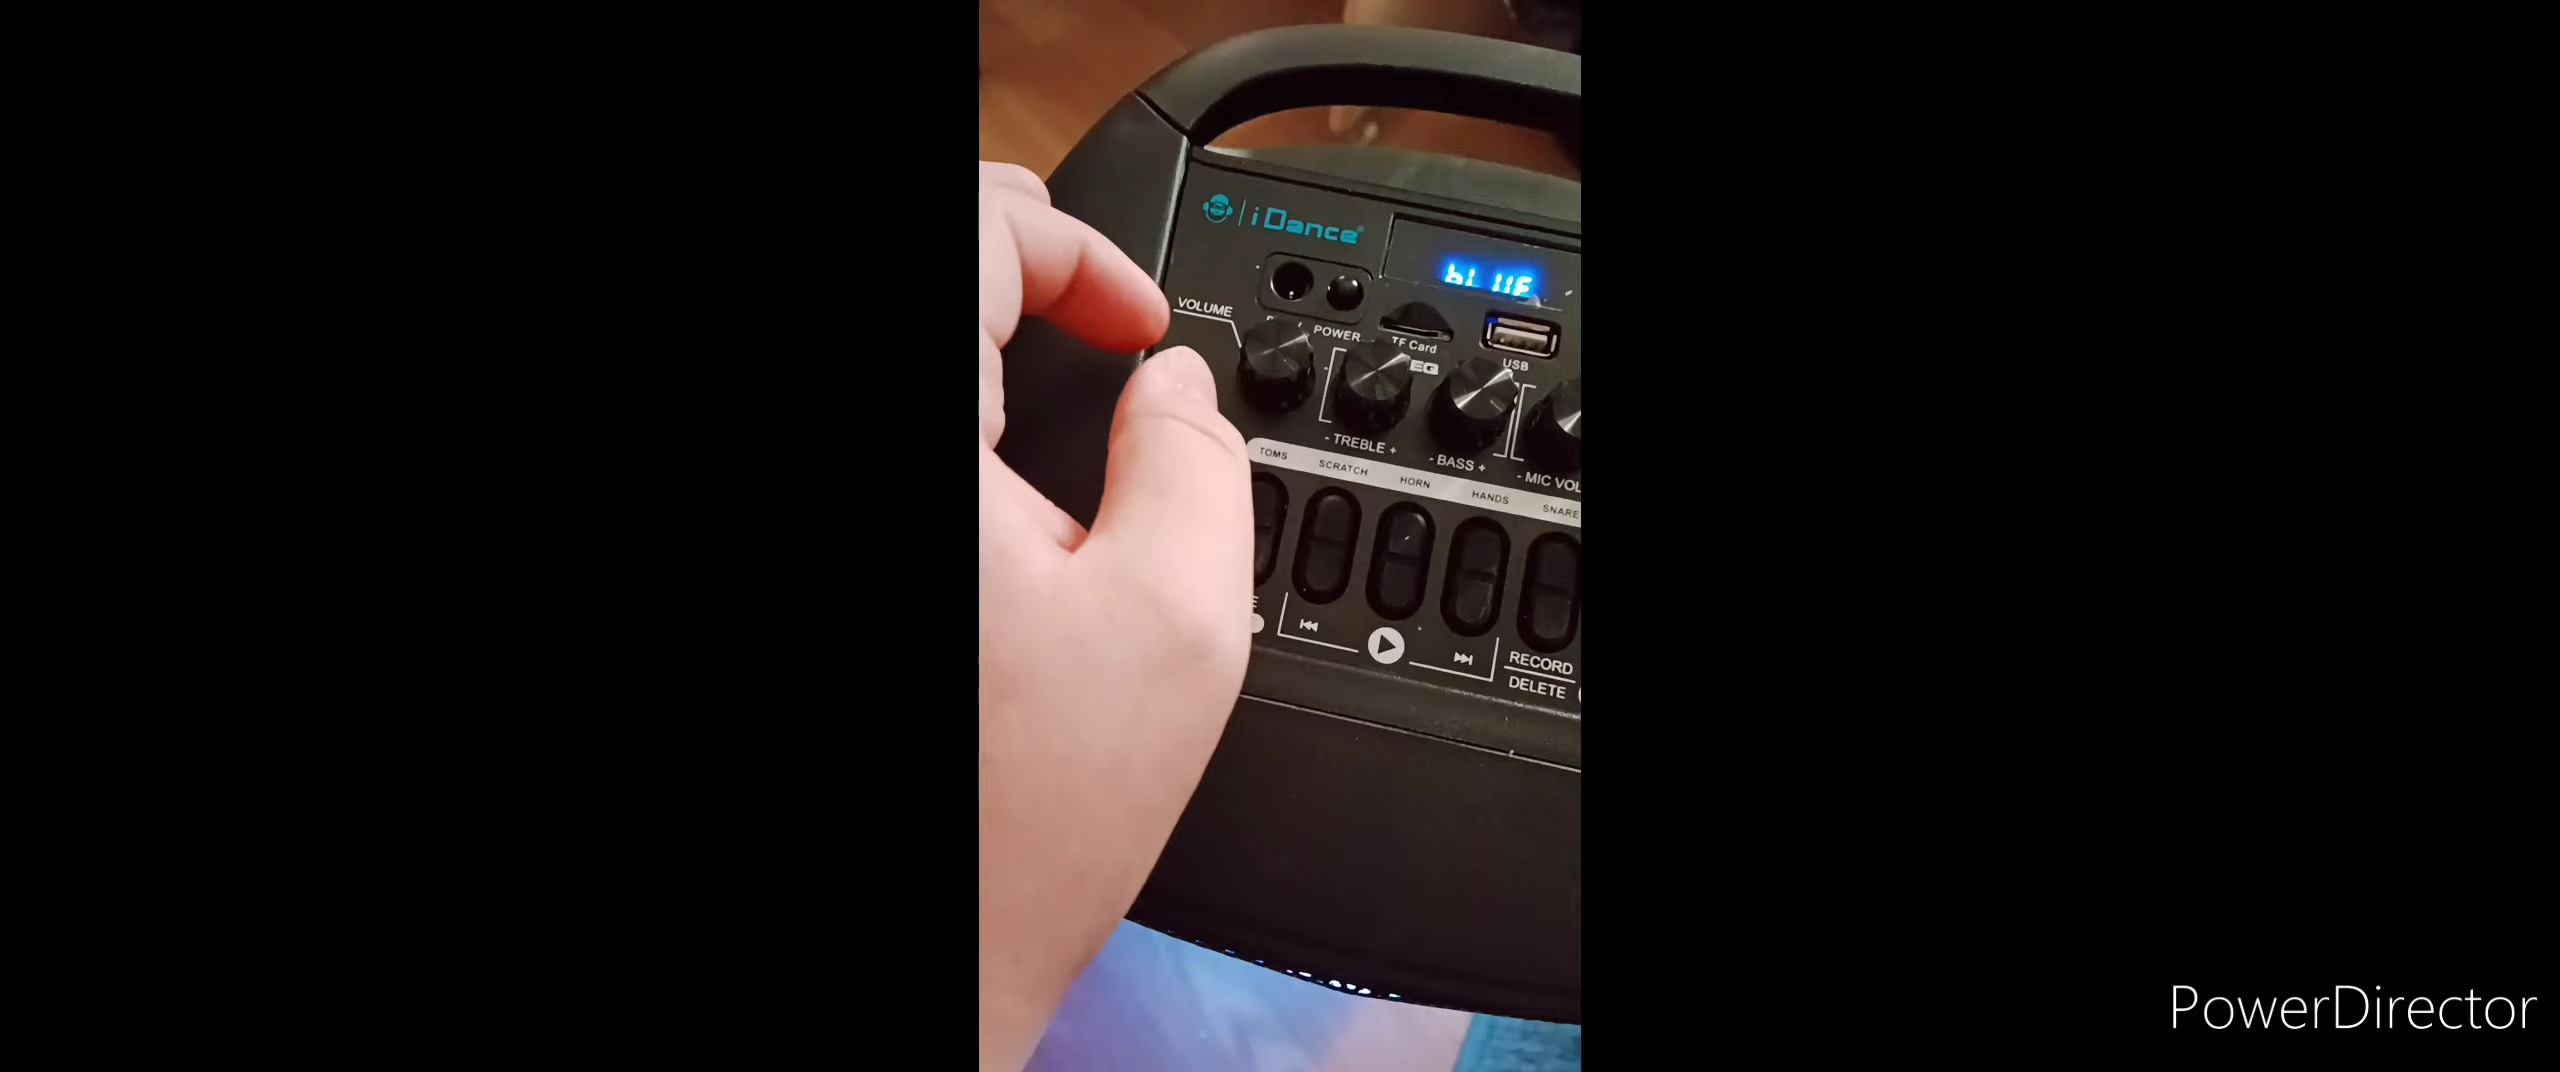 i Dance
bLUE
VOLUME
POWER
TF Card
USB
EQ
- TREBLE +
- BASS +
- MIC VOL
TOMS
SCRATCH
HORN
HANDS
SNARE
RECORD
DELETE
PowerDirector